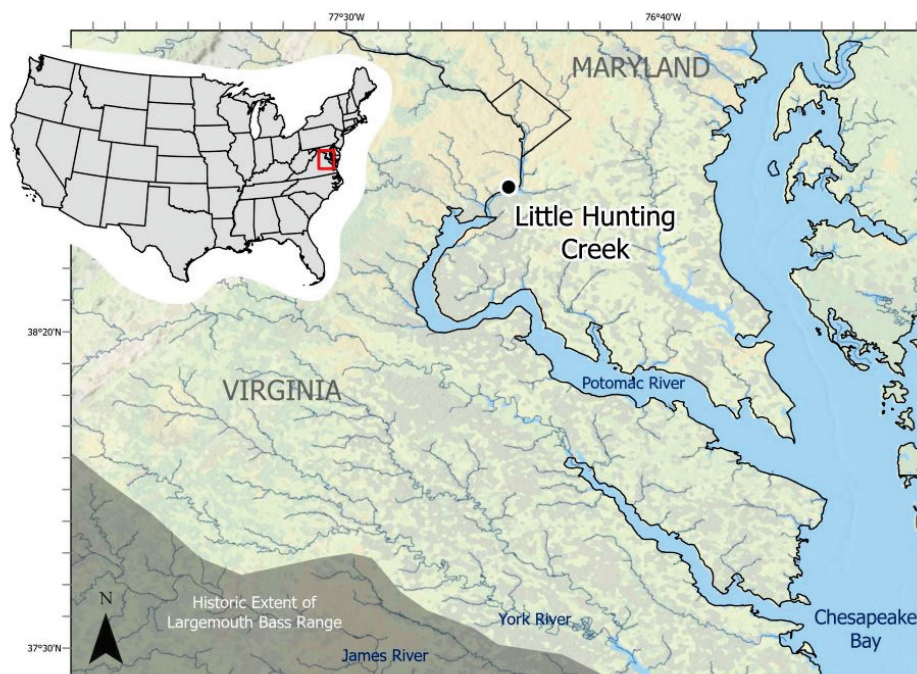 77°30'W
76°40'W
MARYLAND
Little Hunting
Creek
38°20'N
Potomac River
VIRGINIA
Historic Extent of
Largemouth Bass Range
N
York River
Chesapeake
Bay
37°30'N
James River